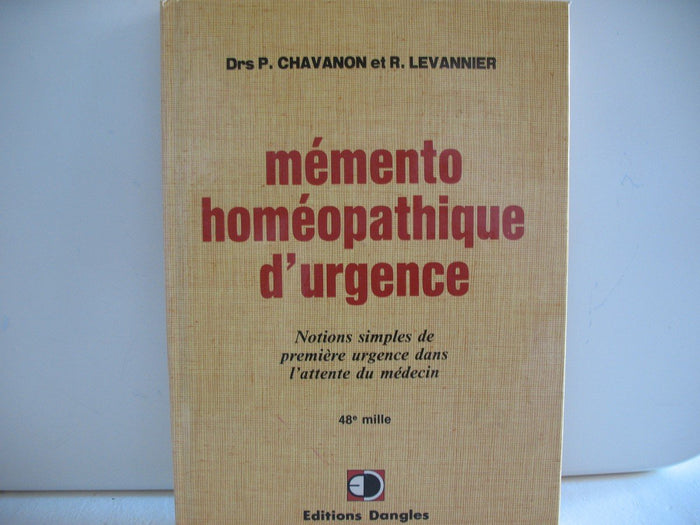 Drs P. CHAVANON et R. LEVANNIER
mémento
homéopathique
d'urgence
Notions simples de
première urgence dans
l'attente du médecin
48e mille
Editions Dangles